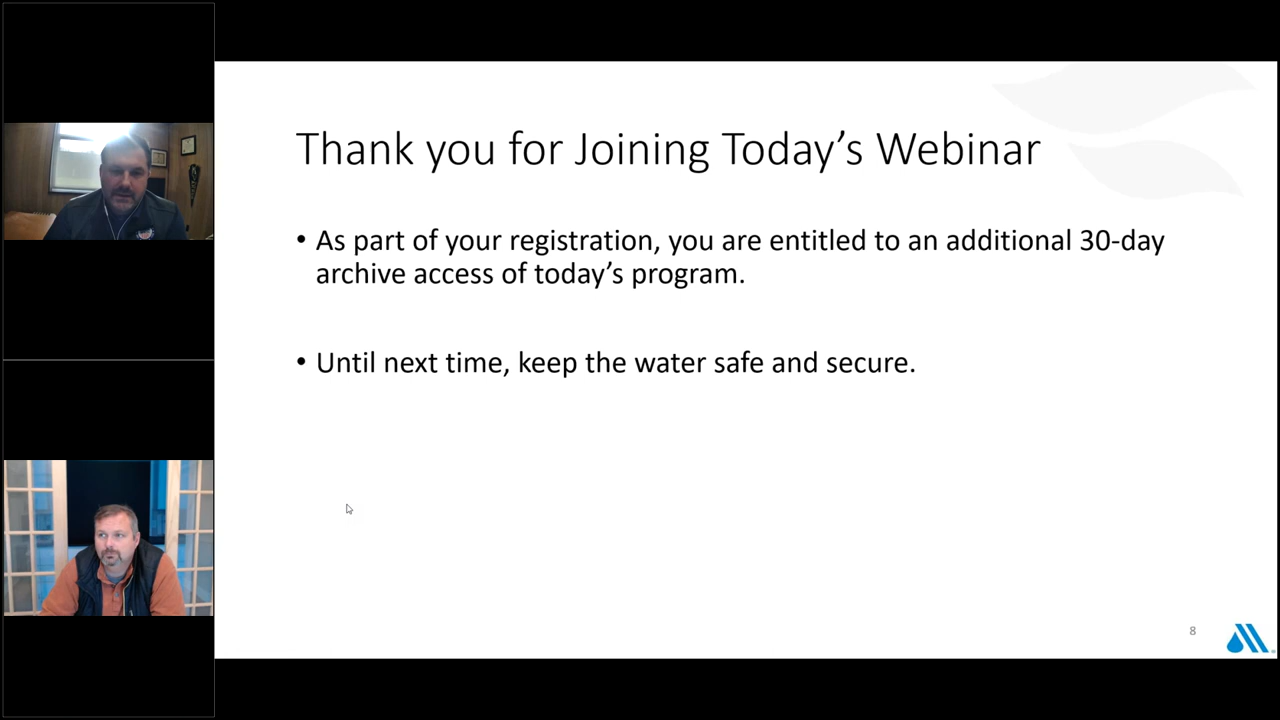 Thank you for Joining Today’s Webinar
• As part of your registration, you are entitled to an additional 30-day
archive access of today’s program.
• Until next time, keep the water safe and secure.
8